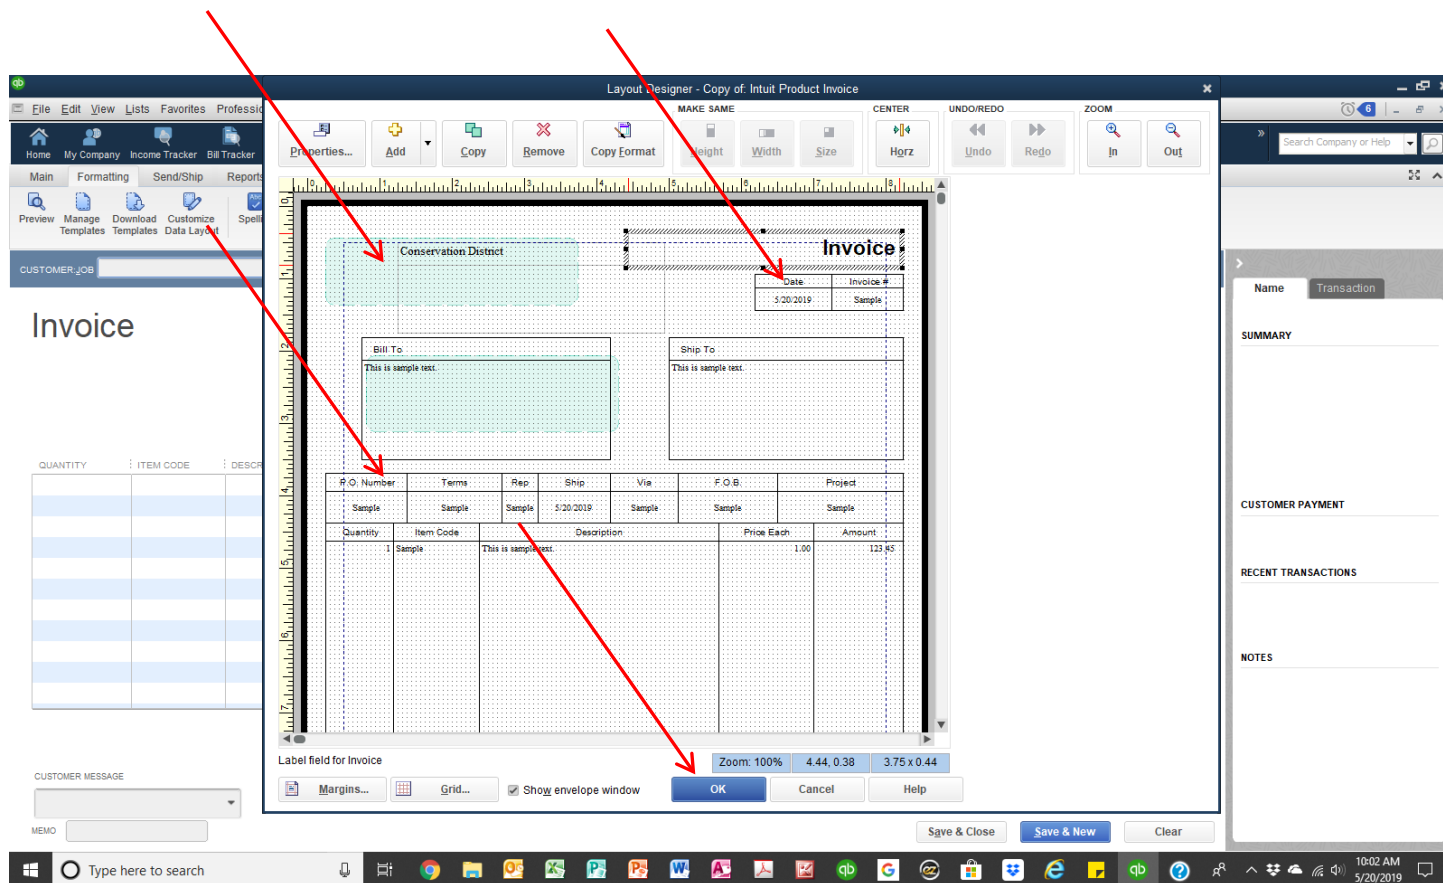 qb
Layout Designer - Copy of: Intuit Product Invoice
File Edit View Lists Favorites
MAKE SAME CENTER UNDO/REDO ZOOM
6
Home My Company Income Tracker Bill Tracker
Properties... Add Copy Remove Copy Format Height Width Size Horz Undo Redo In Out
Search Company or Help
Main Formatting Send/Ship Reports
Preview Manage Templates Download Templates Customize Data Layout
CUSTOMER:JOB
Conservation District
Invoice
Date Invoice #
5/20/2019 Sample
Name Transaction
Invoice
SUMMARY
Bill To Ship To
This is sample text. This is sample text.
QUANTITY ITEM CODE
P.O. Number Terms Rep Ship Via F.O.B. Project
Sample Sample Sample 5/20/2019 Sample Sample Sample
Quantity Item Code Description Price Each Amount
1 Sample This is sample text. 1.00 123.45
CUSTOMER PAYMENT
RECENT TRANSACTIONS
NOTES
Label field for Invoice
Zoom: 100% 4.44, 0.38 3.75 x 0.44
CUSTOMER MESSAGE
Margins... Grid... Show envelope window OK Cancel Help
MEMO
Save & Close Save & New Clear
Type here to search
10:02 AM
5/20/2019